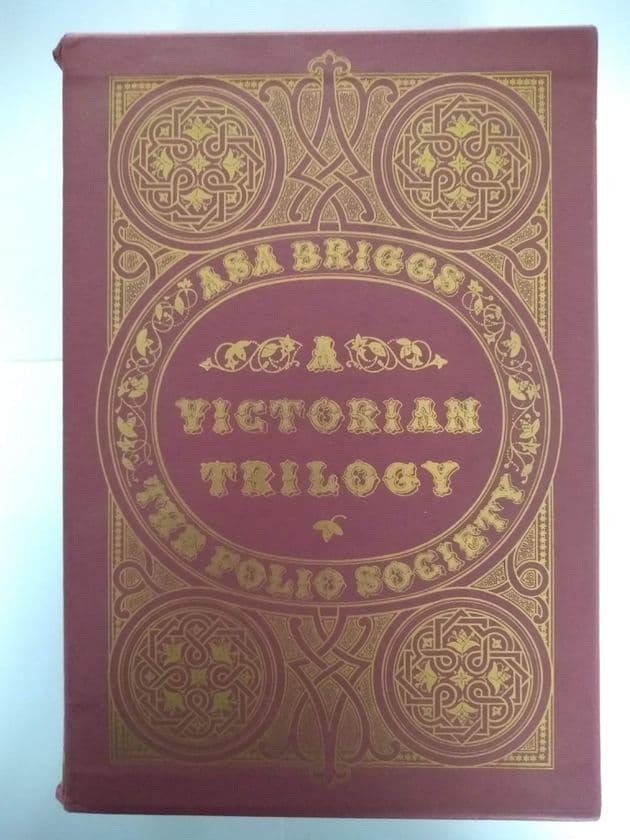 ASA BRIGGS
A
VICTORIAN
TRILOGY
THE FOLIO SOCIETY